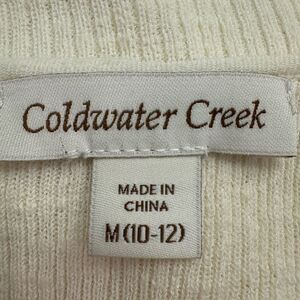 Coldwater Creek
MADE IN
CHINA
M (10-12)